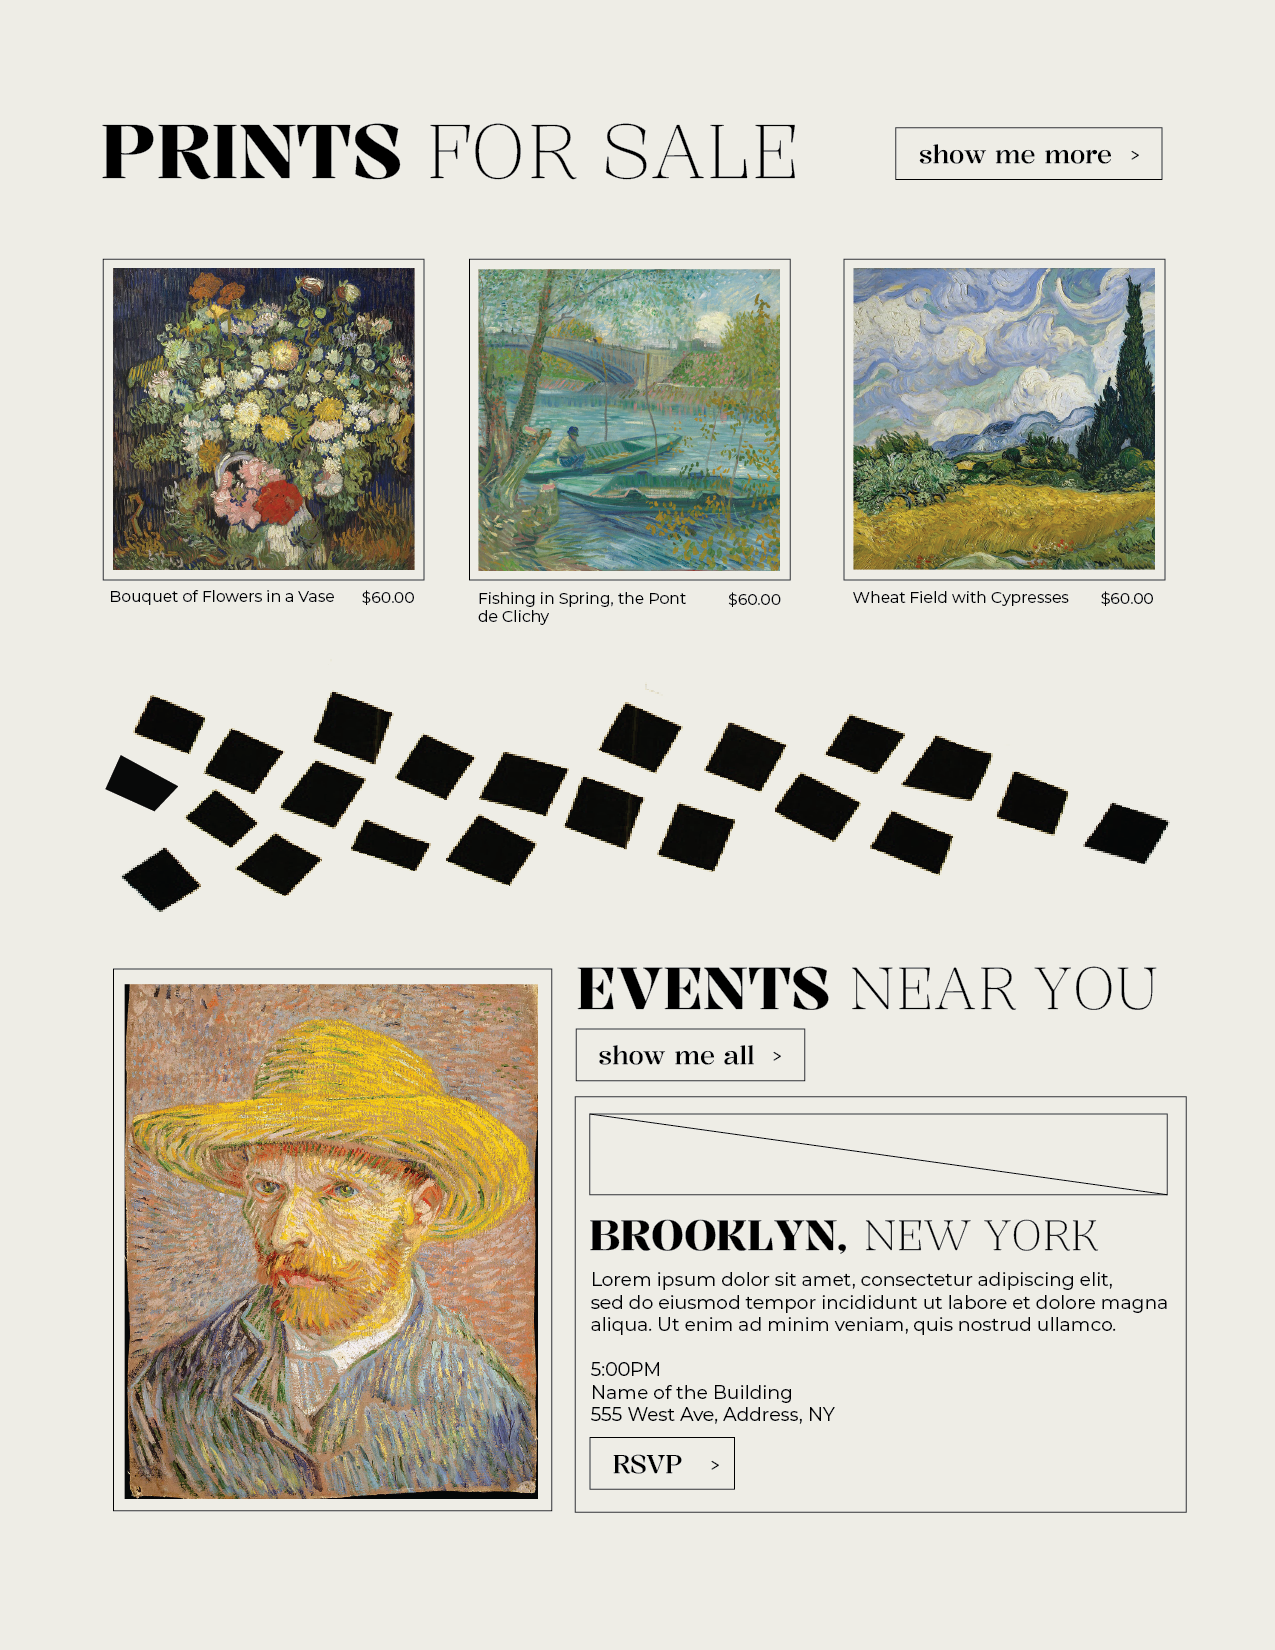 PRINTS FOR SALE
show me more >
Bouquet of Flowers in a Vase $60.00
Fishing in Spring, the Pont $60.00
de Clichy
Wheat Field with Cypresses $60.00
EVENTS NEAR YOU
show me all >
BROOKLYN, NEW YORK
Lorem ipsum dolor sit amet, consectetur adipiscing elit,
sed do eiusmod tempor incididunt ut labore et dolore magna
aliqua. Ut enim ad minim veniam, quis nostrud ullamco.
5:00PM
Name of the Building
555 West Ave, Address, NY
RSVP >